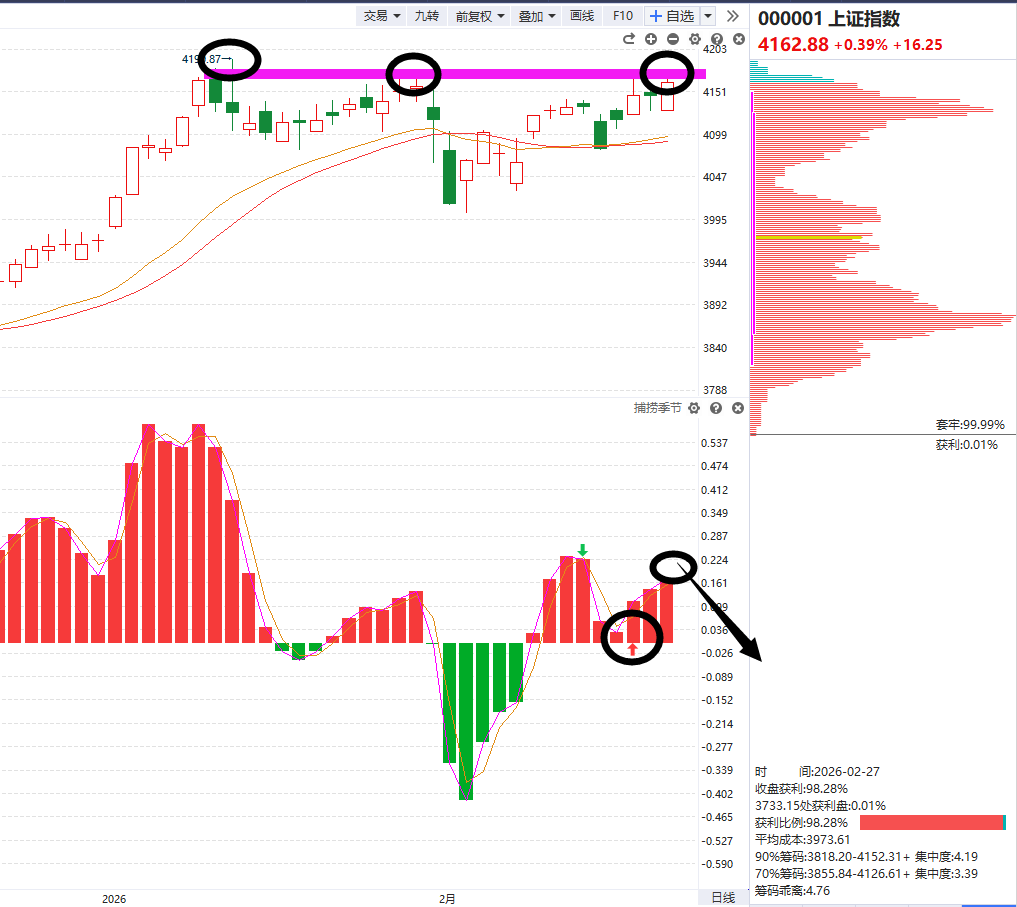 交易 九转 前复权 叠加 画线 F10 自选
000001 上证指数
4162.88 +0.39% +16.25
4203
4151
4099
4047
3995
3944
3892
3840
3788
套牢:99.99%
获利:0.01%
捕捞季节
0.537
0.474
0.412
0.349
0.287
0.224
0.161
0.036
-0.026
-0.089
-0.152
-0.214
-0.277
-0.339
-0.402
-0.465
-0.527
-0.590
2026 2月 日线
时 间:2026-02-27
收盘获利:98.28%
3733.15处获利盘:0.01%
获利比例:98.28%
平均成本:3973.61
90%筹码:3818.20-4152.31+ 集中度:4.19
70%筹码:3855.84-4126.61+ 集中度:3.39
筹码乖离:4.76